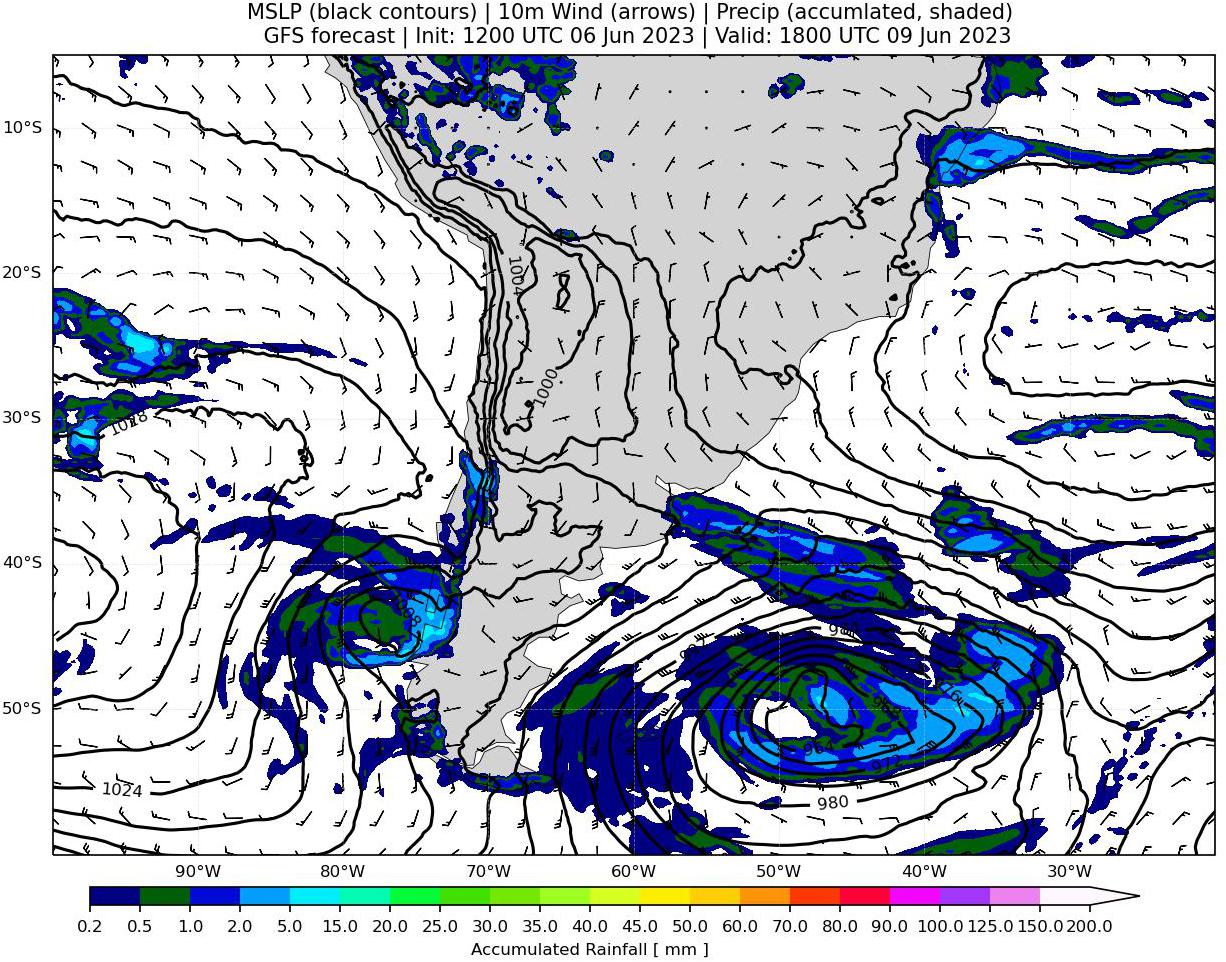 MSLP (black contours) | 10m Wind (arrows) | Precip (accumlated, shaded)
GFS forecast | Init: 1200 UTC 06 Jun 2023 | Valid: 1800 UTC 09 Jun 2023
10°S
20°S
1004
1000
30°S
1028
40°S
988
50°S
976
964
972
1024
980
90°W 80°W 70°W 60°W 50°W 40°W 30°W
0.2 0.5 1.0 2.0 5.0 15.0 20.0 25.0 30.0 35.0 40.0 45.0 50.0 60.0 70.0 80.0 90.0 100.0 125.0 150.0 200.0
Accumulated Rainfall [ mm ]